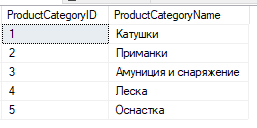 ProductCategoryID ProductCategoryName
1 Катушки
2 Приманки
3 Амуниция и снаряжение
4 Леска
5 Оснастка